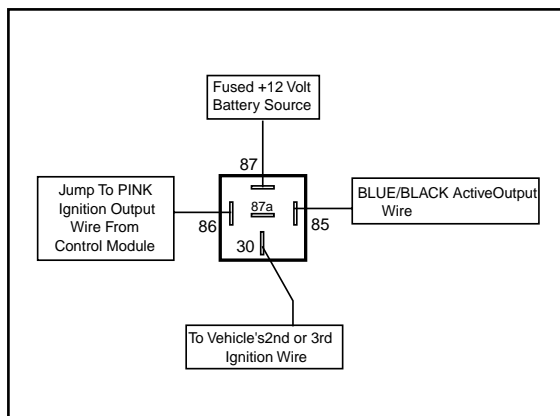 Fused +12 Volt
Battery Source
87
Jump To PINK
Ignition Output
Wire From
Control Module
86
87a
85
BLUE/BLACK ActiveOutput
Wire
30
To Vehicle's2nd or 3rd
Ignition Wire